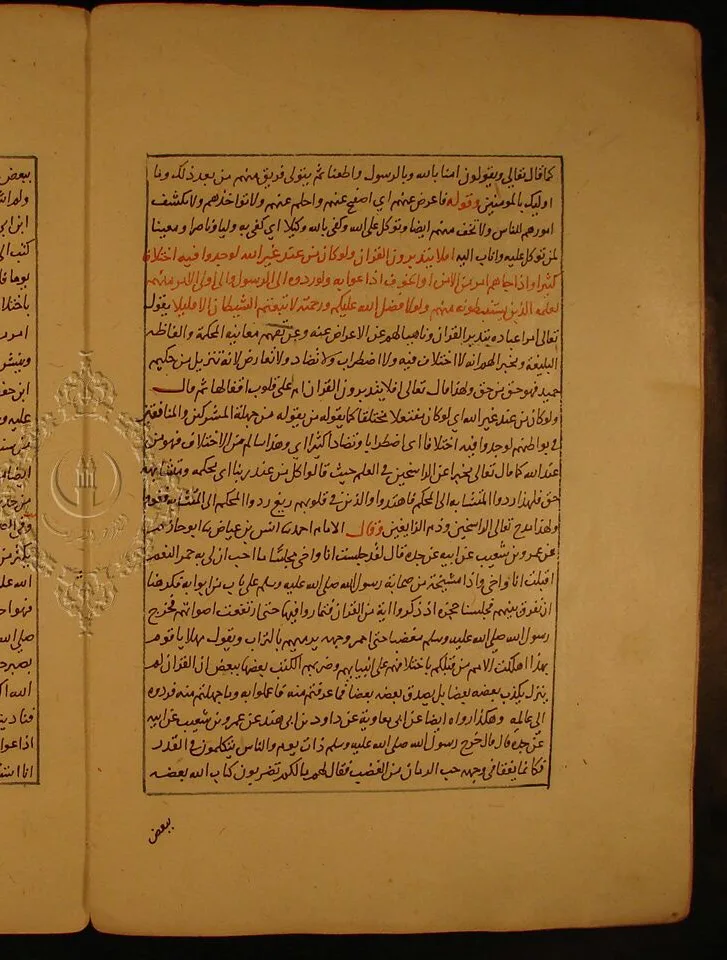 كما قال تعالى ويقولون امنا بالله وبالرسول واطعنا ثم يتولى فريق منهم من بعد ذلك وما
اوليك بالمومنين وقوله فاعرض عنهم اي اصفح عنهم واحلم عنهم ولا تواخذهم ولا تكشف
امورهم للناس ولا تخف منهم ايضا وتوكل على الله وكفى بالله وكيلا اي كفى به وليا وناصرا ومعينا
لمن توكل عليه واناب اليه افلا يتدبرون القران ولو كان من عند غير الله لوجدوا فيه اختلافا
كثيرا واذا جاهم امر من الامن او الخوف اذاعوا به ولو ردوه الى الرسول والى اولي الامر منهم
لعلمه الذين يستنبطونه منهم ولولا فضل الله عليكم ورحمته لاتبعتم الشيطان الا قليلا يقول
تعالى امرا عباده بتدبر القران وناهيا لهم عن الاعراض عنه وعن تفهم معانيه المحكمة والفاظه
البليغة ومخبرا لهم انه لا اختلاف فيه ولا اضطراب ولا تضاد ولا تعارض لانه تنزيل من حكيم
حميد فهو حق من حق ولهذا قال تعالى افلا يتدبرون القران ام على قلوب اقفالها ثم قال
ولو كان من عند غير الله اي لو كان مفتعلا مختلقا كما يقوله من يقوله من جهلة المشركين والمنافقين
في بواطنهم لوجدوا فيه اختلافا اي اضطرابا وتضادا كثيرا اي وهذا سالم من الاختلاف فهو من
عند الله كما قال تعالى مخبرا عن الراسخين في العلم حيث قالوا كل من عند ربنا اي محكمه ومتشابهه
حق فلهذا ردوا المتشابه الى المحكم فاهتدوا والذين في قلوبهم زيغ ردوا المحكم الى المتشابه فغووا
ولهذا مدح تعالى الراسخين وذم الزايغين وقال الامام احمد انس بن عياض ابو حازم
عن عمرو بن شعيب عن ابيه عن جده قال لقد جلست انا واخي مجلسا ما احب ان لي به حمر النعم
اقبلت انا واخي واذا مشيخة من صحابة رسول الله صلى الله عليه وسلم على باب من ابوابه فكرهنا
ان نفرق بينهم فجلسنا حجرة اذ ذكروا اية من القران فتماروا فيها حتى ارتفعت اصواتهم فخرج
رسول الله صلى الله عليه وسلم مغضبا حتى احمر وجهه يرميهم بالتراب ويقول مهلا يا قوم
بهذا اهلكت الامم من قبلكم باختلافهم على انبيايهم وضربهم الكتب بعضها ببعض ان القران لم
ينزل يكذب بعضه بعضا بل يصدق بعضه بعضا فما عرفتم منه فاعملوا به وما جهلتم منه فردوه
الى عالمه وهكذا رواه ايضا عن ابي معاوية عن داود بن ابي هند عن عمرو بن شعيب عن ابيه
عن جده قال قال خرج رسول الله صلى الله عليه وسلم ذات يوم والناس يتكلمون في القدر
فكانما يفقا في وجهه حب الرمان من الغضب فقال لهم مالكم تضربون كتاب الله بعضه
ببعض